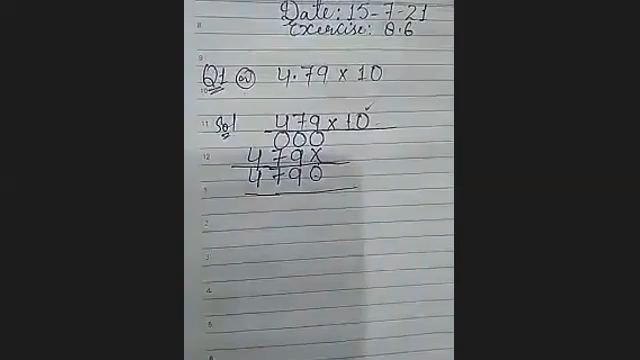 Date: 15-7-21
Exercise: 8.6
Q1 (a) 4.79 x 10
Sol 479 x 10
000
479x
4790